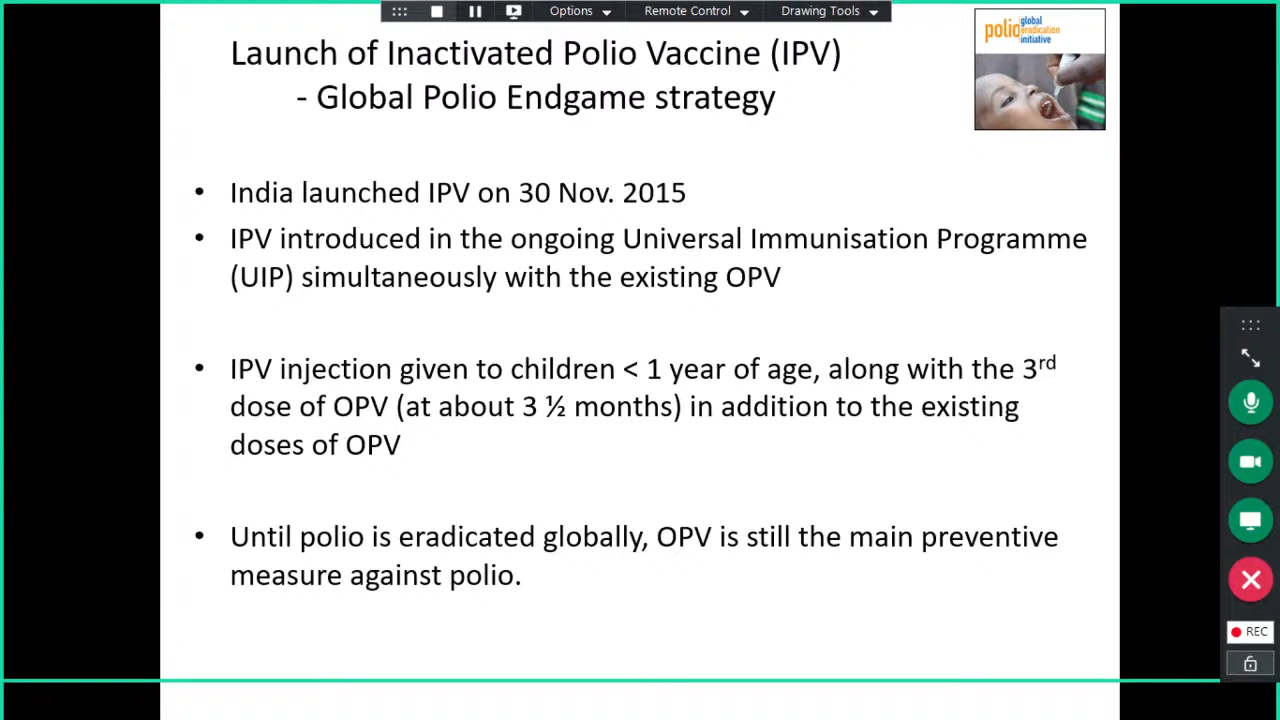 Options
Remote Control
Drawing Tools
Launch of Inactivated Polio Vaccine (IPV)
- Global Polio Endgame strategy
polio global
eradication
initiative
• India launched IPV on 30 Nov. 2015
• IPV introduced in the ongoing Universal Immunisation Programme
(UIP) simultaneously with the existing OPV
• IPV injection given to children < 1 year of age, along with the 3rd
dose of OPV (at about 3 ½ months) in addition to the existing
doses of OPV
• Until polio is eradicated globally, OPV is still the main preventive
measure against polio.
REC